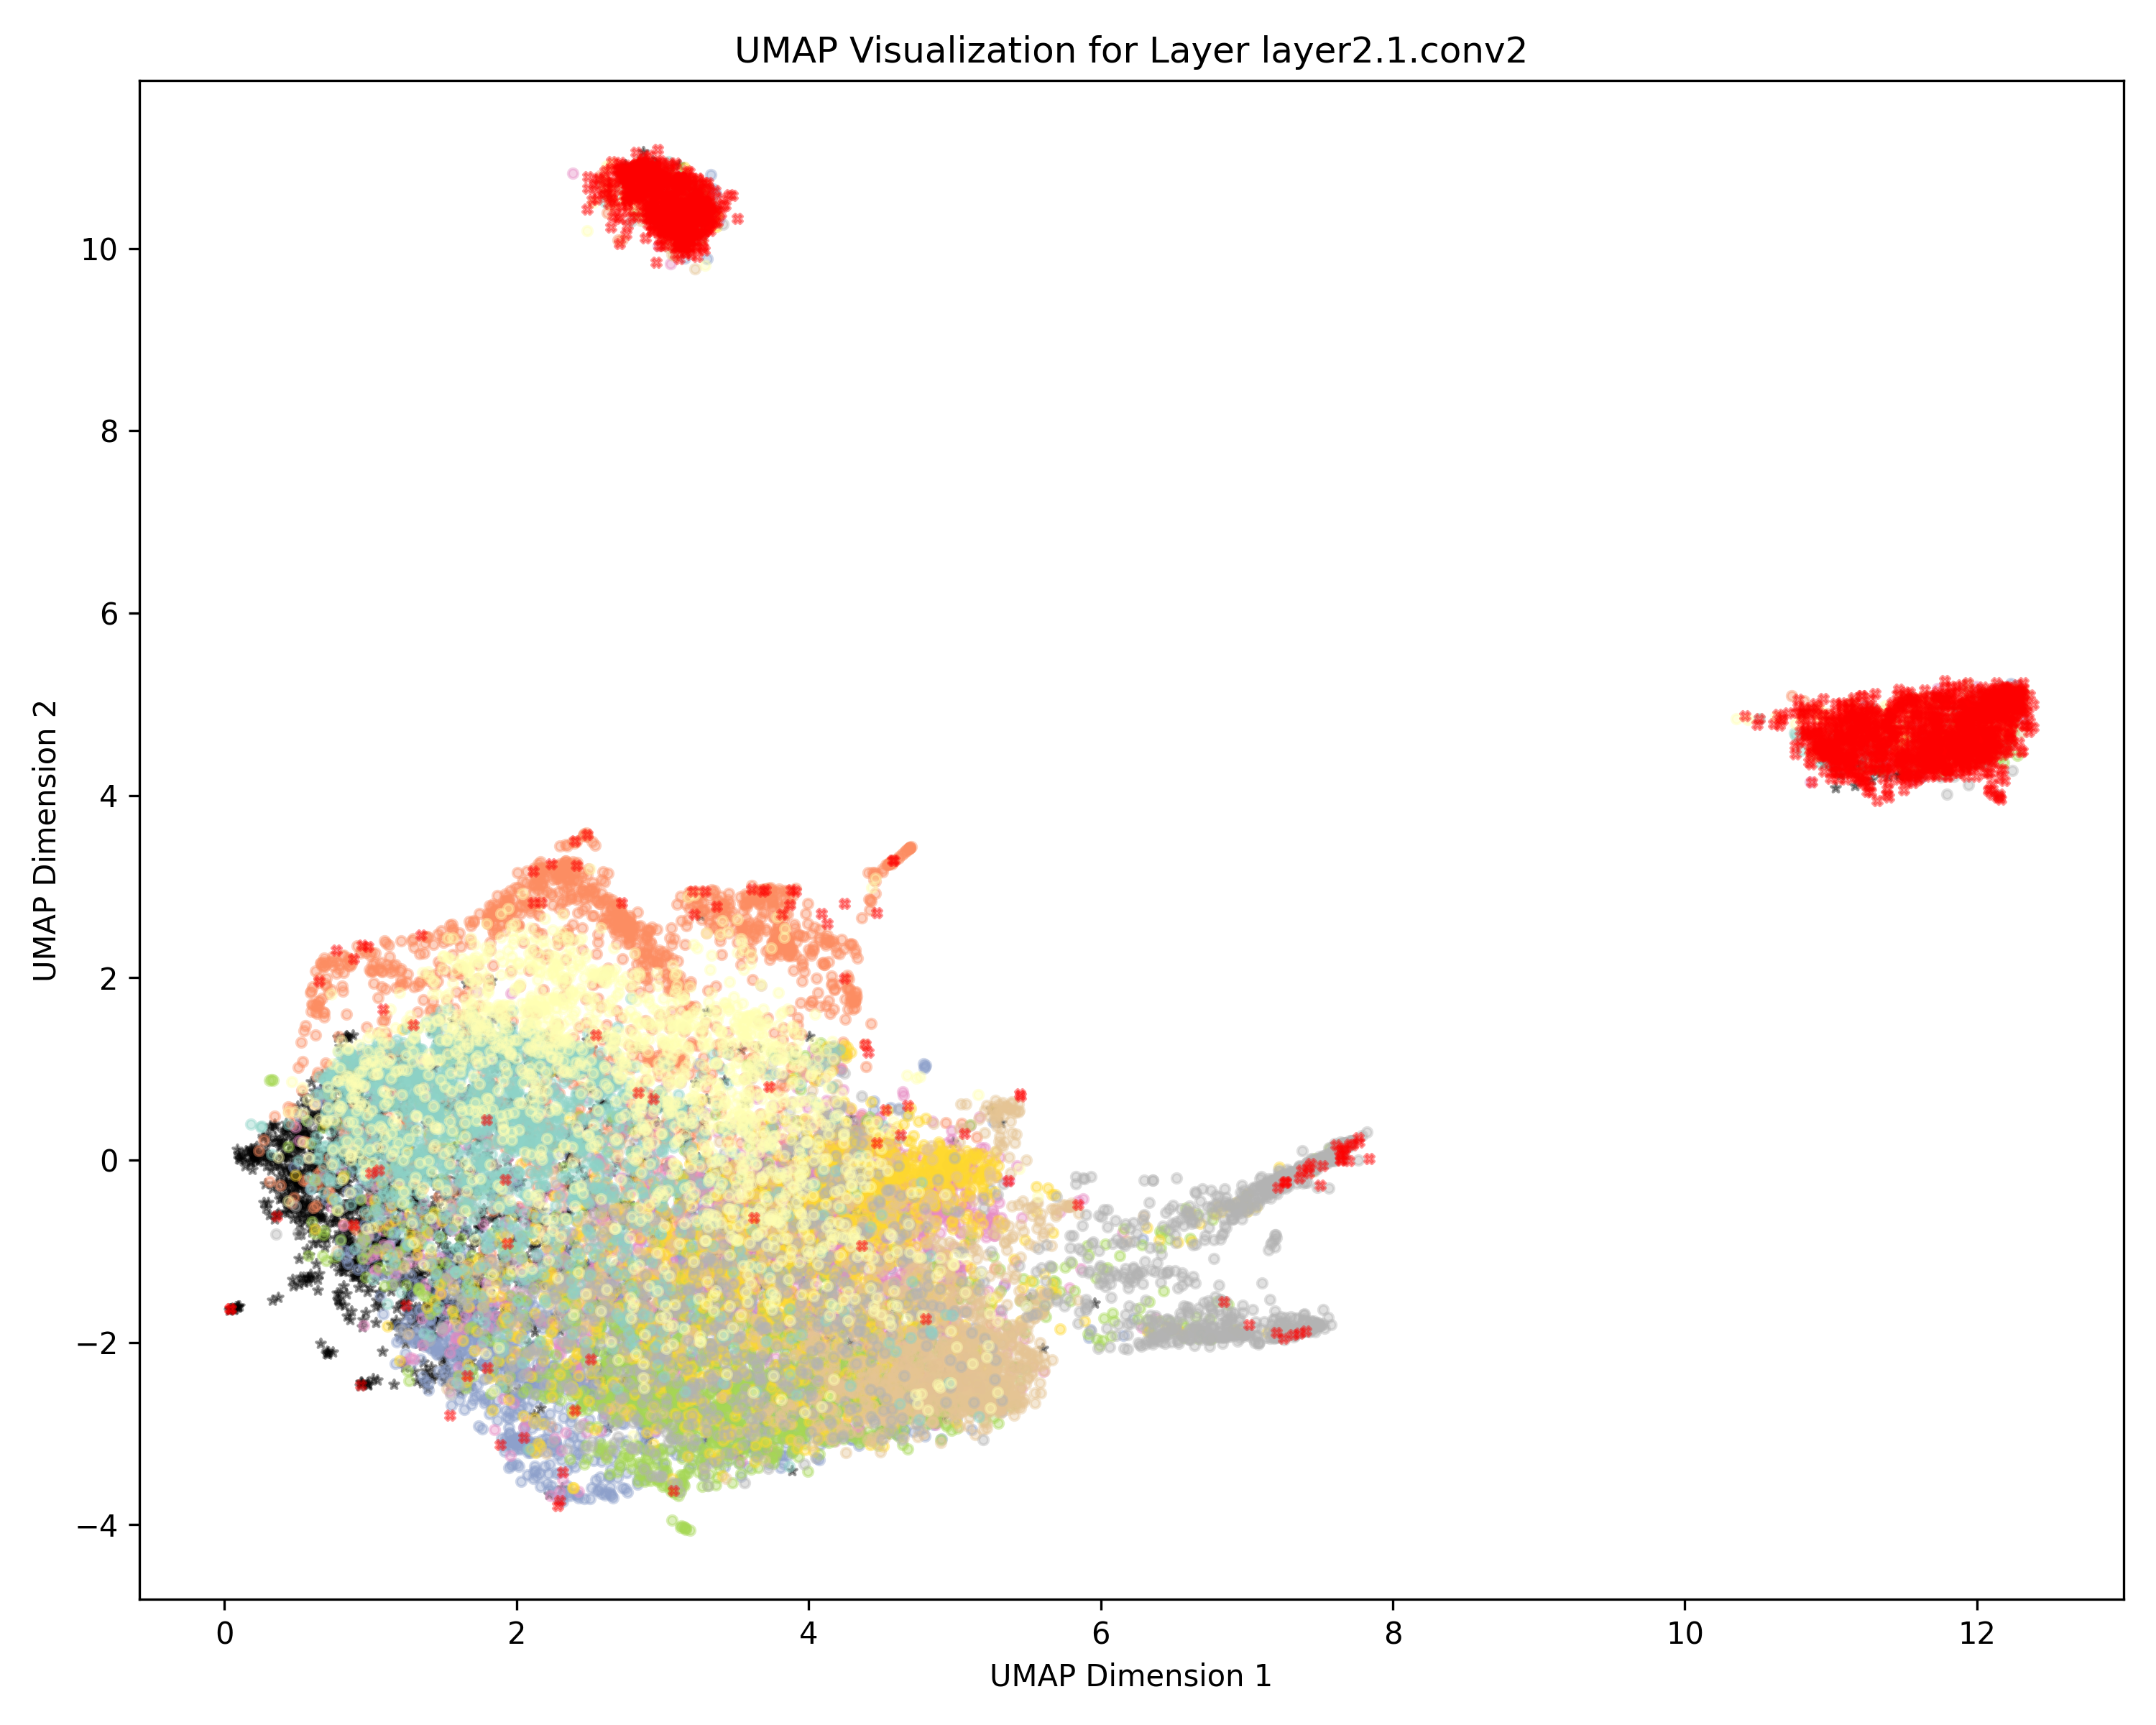 UMAP Visualization for Layer layer2.1.conv2
UMAP Dimension 2
10
8
6
4
2
0
−2
−4
0 2 4 6 8 10 12
UMAP Dimension 1